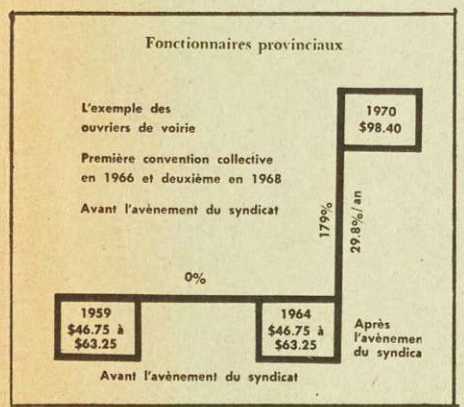 Fonctionnaires provinciaux
L'exemple des
ouvriers de voirie
Première convention collective
en 1966 et deuxième en 1968
Avant l'avènement du syndicat
1970
$98.40
179%
29.8%/an
0%
1959
$46.75 à
$63.25
1964
$46.75 à
$63.25
Après
l'avènemen
du syndica
Avant l'avènement du syndicat